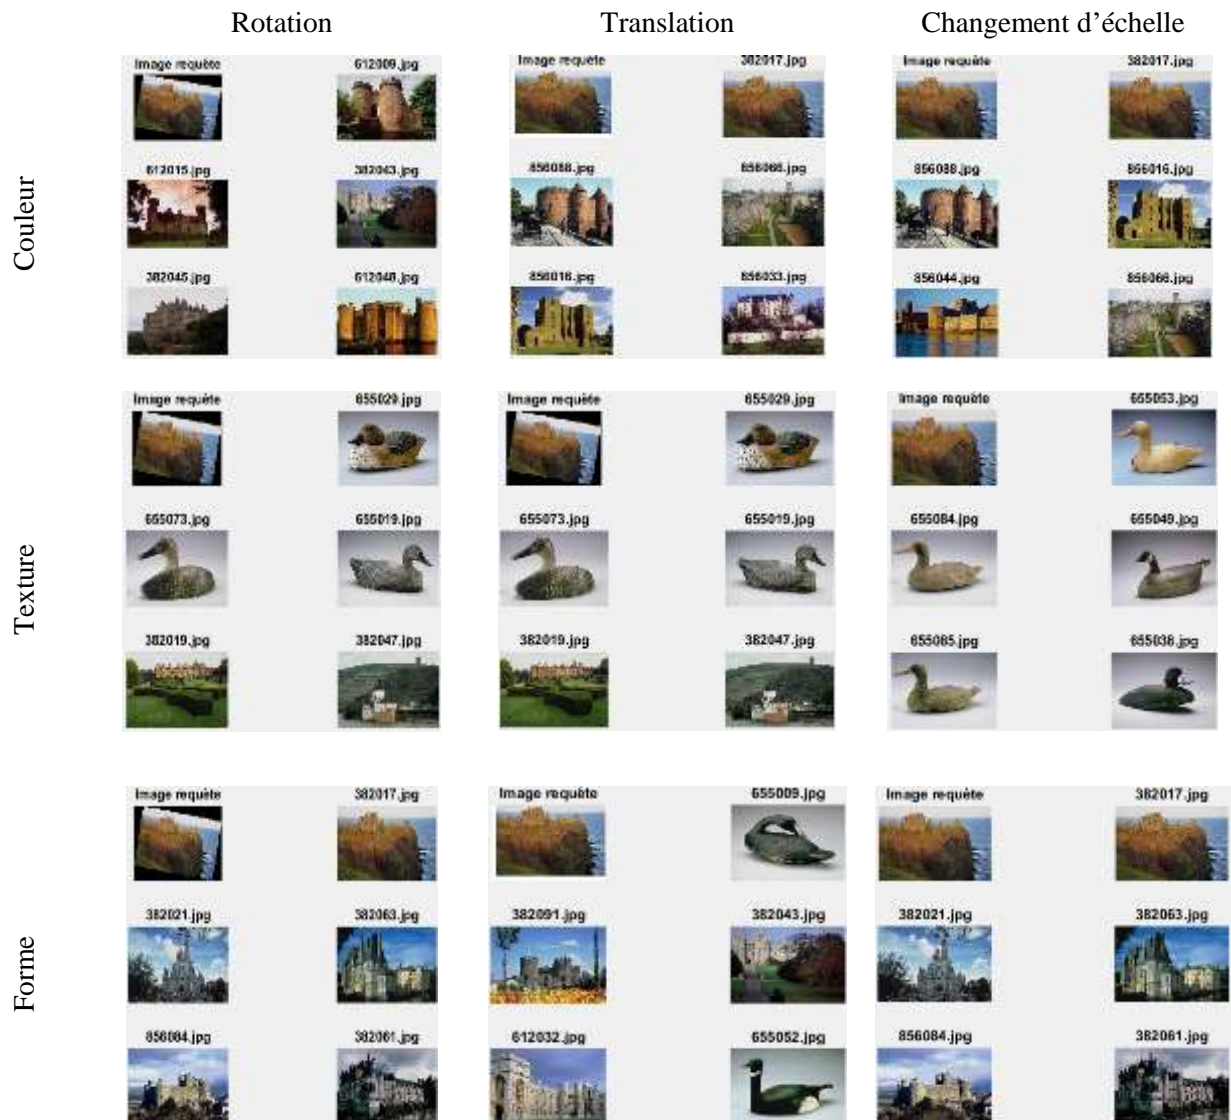 Rotation Translation Changement d'échelle
Couleur
Image requête 612009.jpg Image requête 382017.jpg Image requête 382017.jpg
612015.jpg 382043.jpg 856088.jpg 856066.jpg 856088.jpg 856016.jpg
382045.jpg 612048.jpg 856016.jpg 856033.jpg 856044.jpg 856066.jpg
Texture
Image requête 655029.jpg Image requête 655029.jpg Image requête 655053.jpg
655073.jpg 655019.jpg 655073.jpg 655019.jpg 655084.jpg 655049.jpg
382019.jpg 382047.jpg 382019.jpg 382047.jpg 655085.jpg 655038.jpg
Forme
Image requête 382017.jpg Image requête 655009.jpg Image requête 382017.jpg
382021.jpg 382063.jpg 382091.jpg 382043.jpg 382021.jpg 382063.jpg
856084.jpg 382061.jpg 612032.jpg 655052.jpg 856084.jpg 382061.jpg